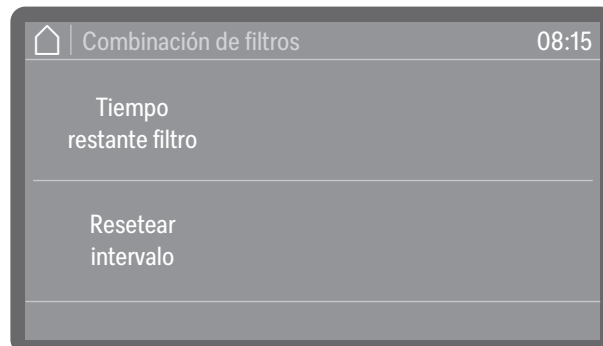 Combinación de filtros 08:15
Tiempo
restante filtro
Resetear
intervalo